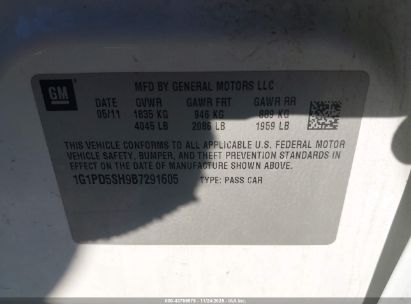 GM
MFD BY GENERAL MOTORS LLC
DATE GVWR GAWR FRT GAWR RR
05/11 1835 KG 946 KG 889 KG
4045 LB 2086 LB 1959 LB
THIS VEHICLE CONFORMS TO ALL APPLICABLE U.S. FEDERAL MOTOR
VEHICLE SAFETY, BUMPER, AND THEFT PREVENTION STANDARDS IN
EFFECT ON THE DATE OF MANUFACTURE SHOWN ABOVE.
1G1PD5SH9B7291605 TYPE: PASS CAR